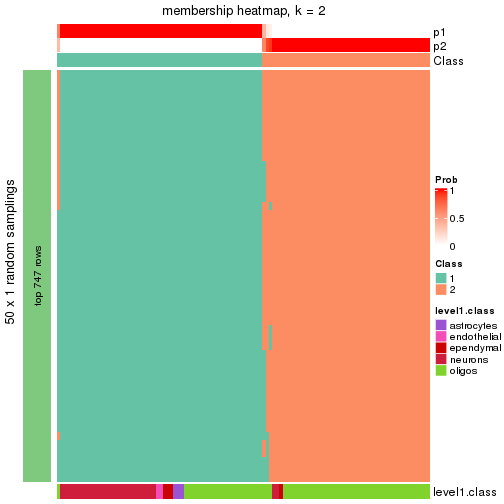 membership heatmap, k = 2
p1
p2
Class
50 x 1 random samplings
top 747 rows
Prob
1
0.5
0
Class
1
2
level1.class
astrocytes
endothelial
ependymal
neurons
oligos
level1.class